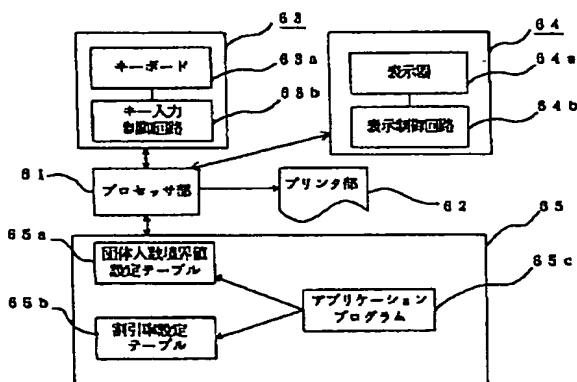 ６３
６４
キーボード
６３ａ
表示器
６４ａ
キー入力
制御回路
６３ｂ
表示制御回路
６４ｂ
６１
プロセッサ部
プリンタ部
６２
６５
６５ａ
団体人数境界値
設定テーブル
６５ｂ
割引率設定
テーブル
アプリケーション
プログラム
６５ｃ